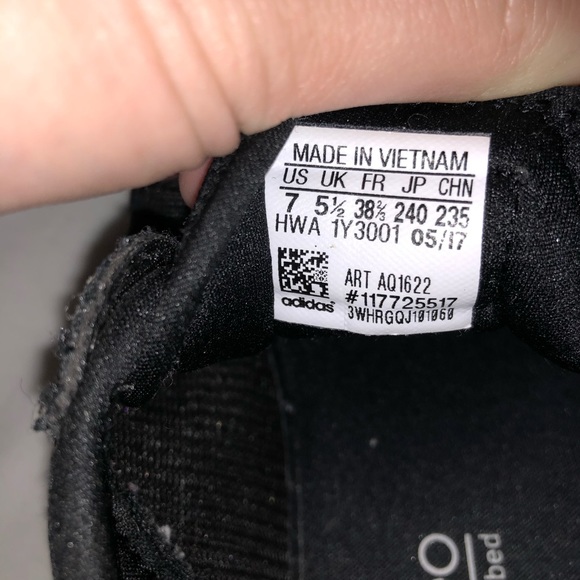 MADE IN VIETNAM
US UK FR JP CHN
7 5½ 38⅔ 240 235
HWA 1Y3001 05/17
ART AQ1622
adidas #117725517
3WHRGQJ101060
bed